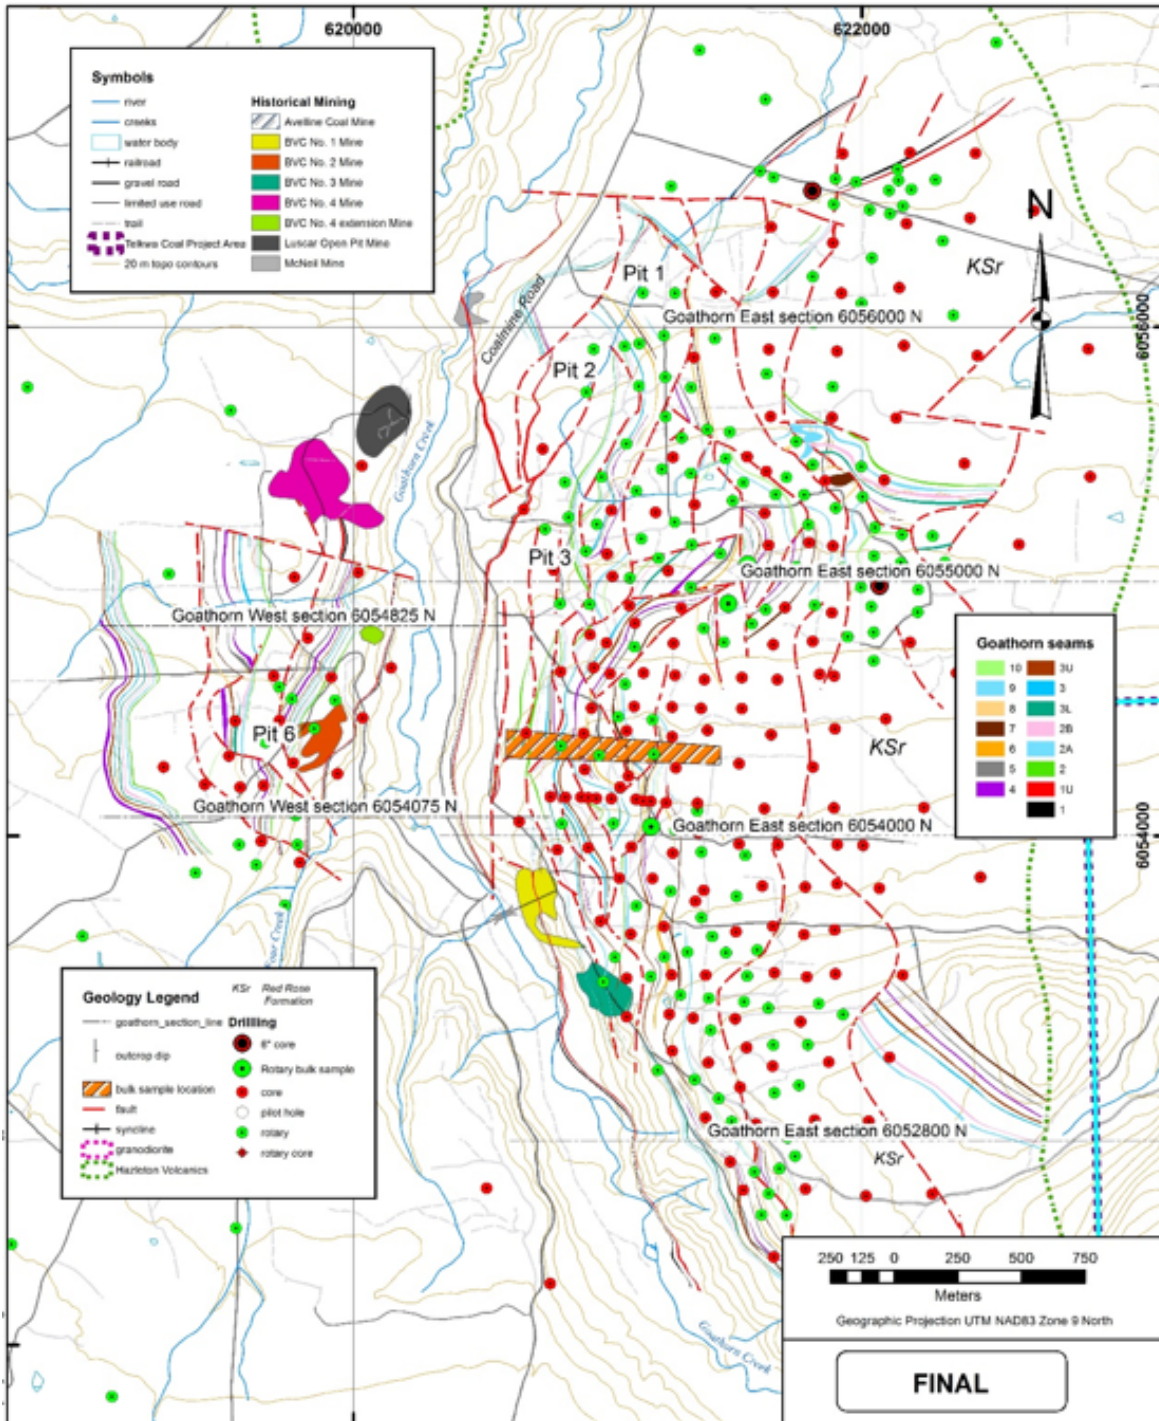 620000
622000
Symbols
river
creeks
water body
railroad
gravel road
limited use road
trail
Telkwa Coal Project Area
20 m topo contours
Historical Mining
Avelline Coal Mine
BVC No. 1 Mine
BVC No. 2 Mine
BVC No. 3 Mine
BVC No. 4 Mine
BVC No. 4 extension Mine
Luscar Open Pit Mine
McNeil Mine
N
KSr
Pit 1
Coalmine Road
Goathorn East section 6056000 N
6056000
Pit 2
Goathorn Creek
Pit 3
Goathorn East section 6055000 N
Goathorn West section 6054825 N
Goathorn seams
10
9
8
7
6
5
4
3U
3
3L
2B
2A
2
1U
1
Pit 6
KSr
Goathorn West section 6054075 N
Goathorn East section 6054000 N
6054000
Four Creek
Geology Legend
goathorn_section_line
outcrop dip
bulk sample location
fault
syncline
granodiorite
Hazleton Volcanics
KSr Red Rose
Formation
Drilling
6" core
Rotary bulk sample
core
pilot hole
rotary
rotary core
Goathorn East section 6052800 N
KSr
Goathorn Creek
250 125 0 250 500 750
Meters
Geographic Projection UTM NAD83 Zone 9 North
FINAL